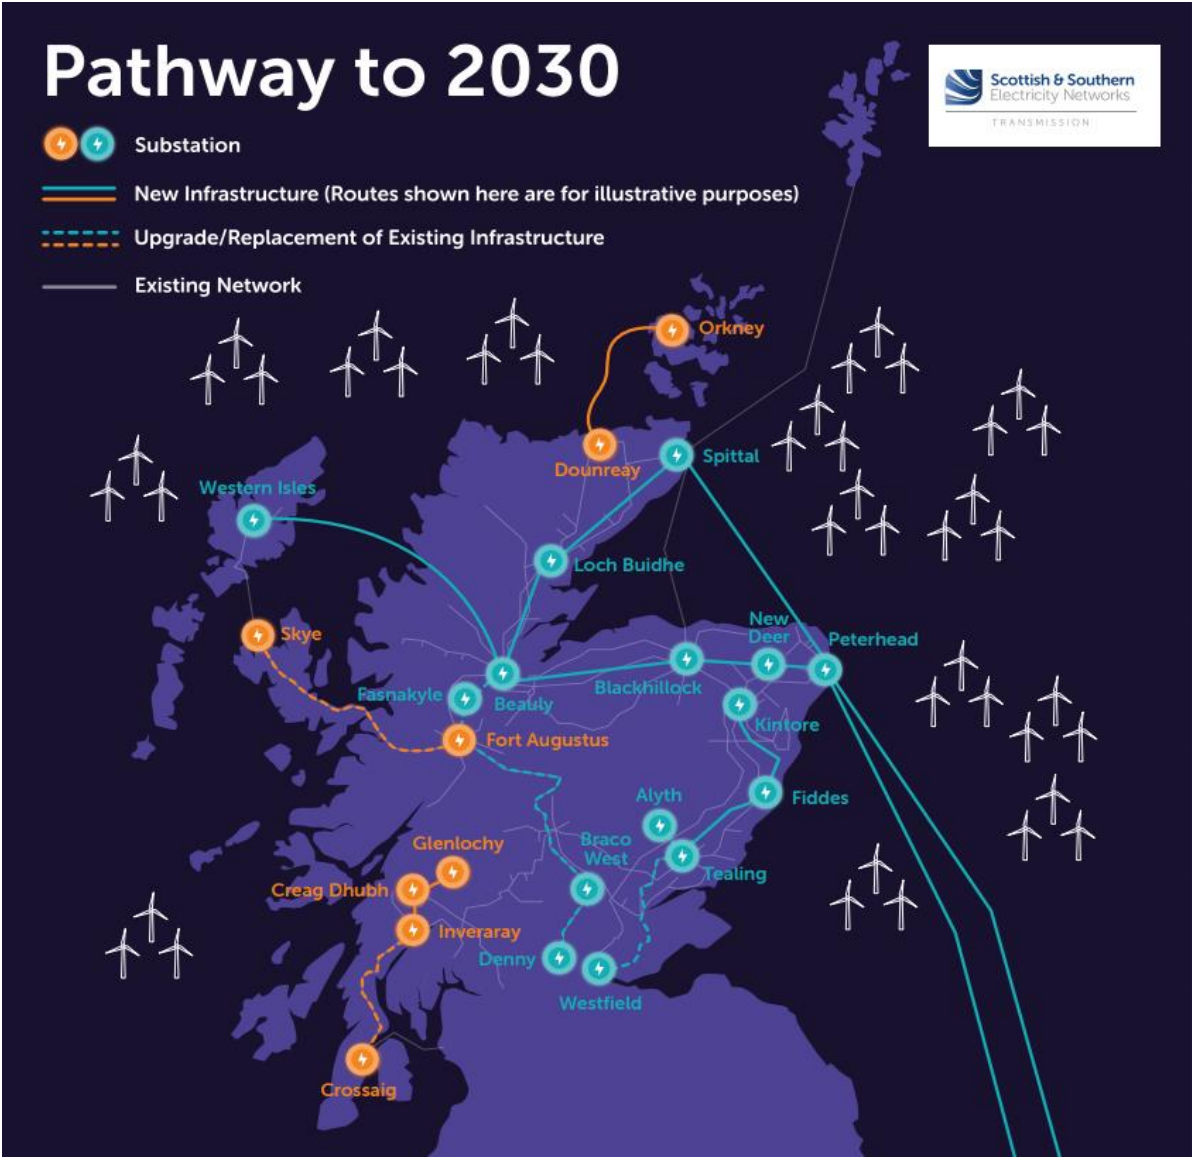 Pathway to 2030
Scottish & Southern
Electricity Networks
TRANSMISSION
Substation
New Infrastructure (Routes shown here are for illustrative purposes)
Upgrade/Replacement of Existing Infrastructure
Existing Network
Orkney
Dounreay
Spittal
Western Isles
Loch Buidhe
New
Deer
Peterhead
Skye
Fasnakyle
Beauly
Blackhillock
Kintore
Fort Augustus
Alyth
Fiddes
Glenlochy
Braco
West
Tealing
Creag Dhubh
Inveraray
Denny
Westfield
Crossaig